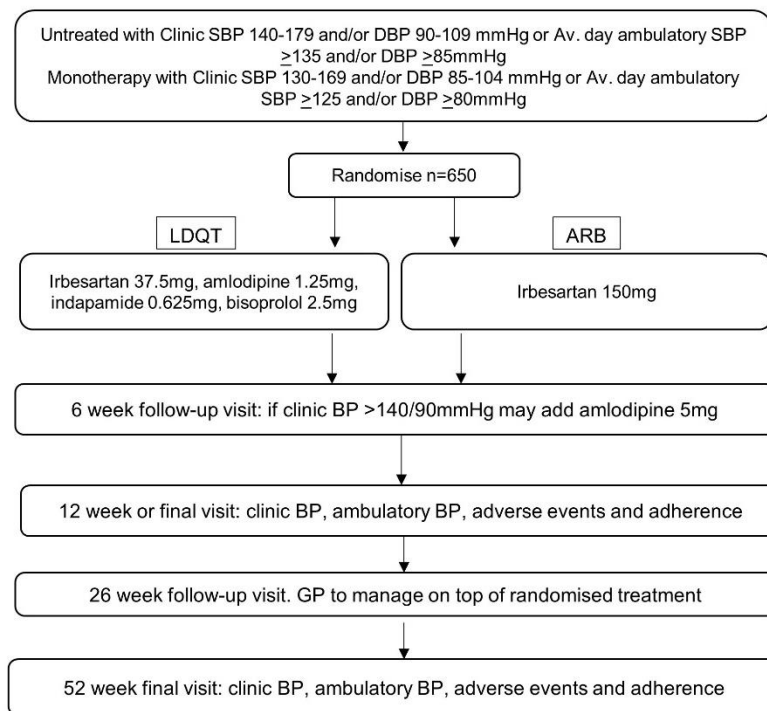 Untreated with Clinic SBP 140-179 and/or DBP 90-109 mmHg or Av. day ambulatory SBP
≥135 and/or DBP ≥85mmHg
Monotherapy with Clinic SBP 130-169 and/or DBP 85-104 mmHg or Av. day ambulatory
SBP ≥125 and/or DBP ≥80mmHg
Randomise n=650
LDQT
ARB
Irbesartan 37.5mg, amlodipine 1.25mg,
indapamide 0.625mg, bisoprolol 2.5mg
Irbesartan 150mg
6 week follow-up visit: if clinic BP >140/90mmHg may add amlodipine 5mg
12 week or final visit: clinic BP, ambulatory BP, adverse events and adherence
26 week follow-up visit. GP to manage on top of randomised treatment
52 week final visit: clinic BP, ambulatory BP, adverse events and adherence